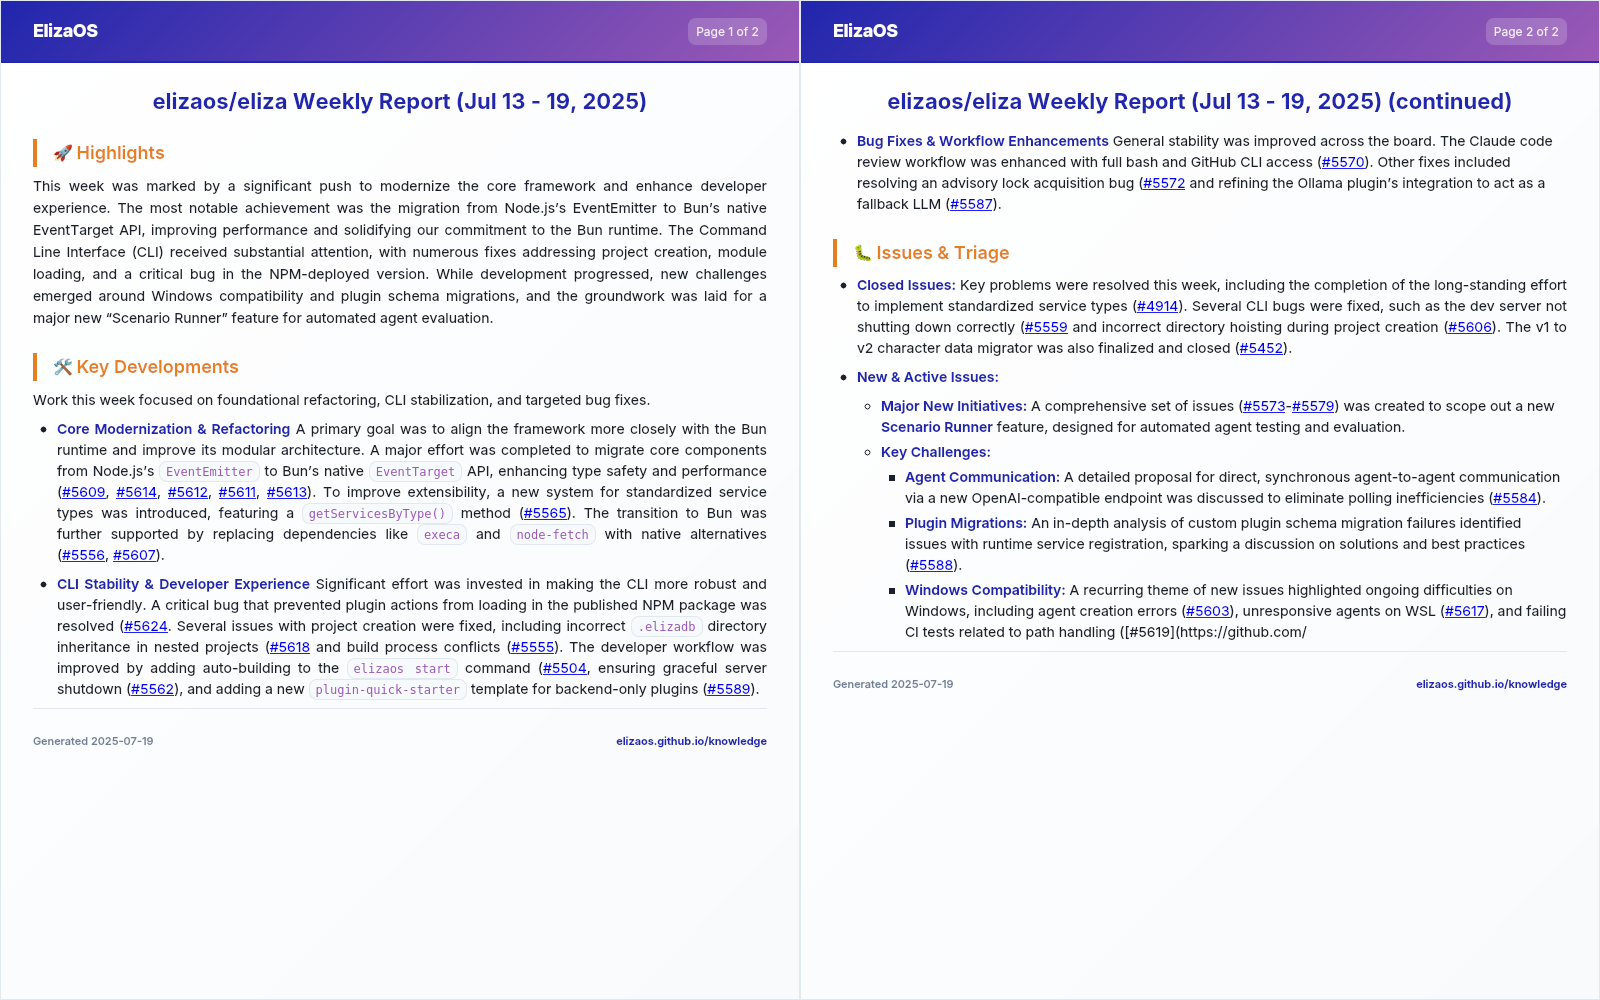 ElizaOS
Page 1 of 2
elizaos/eliza Weekly Report (Jul 13 - 19, 2025)
🚀 Highlights
This week was marked by a significant push to modernize the core framework and enhance developer
experience. The most notable achievement was the migration from Node.js’s EventEmitter to Bun’s native
EventTarget API, improving performance and solidifying our commitment to the Bun runtime. The Command
Line Interface (CLI) received substantial attention, with numerous fixes addressing project creation, module
loading, and a critical bug in the NPM-deployed version. While development progressed, new challenges
emerged around Windows compatibility and plugin schema migrations, and the groundwork was laid for a
major new “Scenario Runner” feature for automated agent evaluation.
🛠️ Key Developments
Work this week focused on foundational refactoring, CLI stabilization, and targeted bug fixes.
• Core Modernization & Refactoring A primary goal was to align the framework more closely with the Bun
runtime and improve its modular architecture. A major effort was completed to migrate core components
from Node.js’s EventEmitter to Bun’s native EventTarget API, enhancing type safety and performance
(#5609, #5614, #5612, #5611, #5613). To improve extensibility, a new system for standardized service
types was introduced, featuring a getServicesByType() method (#5565). The transition to Bun was
further supported by replacing dependencies like execa and node-fetch with native alternatives
(#5556, #5607).
• CLI Stability & Developer Experience Significant effort was invested in making the CLI more robust and
user-friendly. A critical bug that prevented plugin actions from loading in the published NPM package was
resolved (#5624. Several issues with project creation were fixed, including incorrect .elizadb directory
inheritance in nested projects (#5618 and build process conflicts (#5555). The developer workflow was
improved by adding auto-building to the elizaos start command (#5504, ensuring graceful server
shutdown (#5562), and adding a new plugin-quick-starter template for backend-only plugins (#5589).
Generated 2025-07-19
elizaos.github.io/knowledge
ElizaOS
Page 2 of 2
elizaos/eliza Weekly Report (Jul 13 - 19, 2025) (continued)
• Bug Fixes & Workflow Enhancements General stability was improved across the board. The Claude code
review workflow was enhanced with full bash and GitHub CLI access (#5570). Other fixes included
resolving an advisory lock acquisition bug (#5572 and refining the Ollama plugin’s integration to act as a
fallback LLM (#5587).
🐛 Issues & Triage
• Closed Issues: Key problems were resolved this week, including the completion of the long-standing effort
to implement standardized service types (#4914). Several CLI bugs were fixed, such as the dev server not
shutting down correctly (#5559 and incorrect directory hoisting during project creation (#5606). The v1 to
v2 character data migrator was also finalized and closed (#5452).
• New & Active Issues:
◦ Major New Initiatives: A comprehensive set of issues (#5573-#5579) was created to scope out a new
Scenario Runner feature, designed for automated agent testing and evaluation.
◦ Key Challenges:
▪ Agent Communication: A detailed proposal for direct, synchronous agent-to-agent communication
via a new OpenAI-compatible endpoint was discussed to eliminate polling inefficiencies (#5584).
▪ Plugin Migrations: An in-depth analysis of custom plugin schema migration failures identified
issues with runtime service registration, sparking a discussion on solutions and best practices
(#5588).
▪ Windows Compatibility: A recurring theme of new issues highlighted ongoing difficulties on
Windows, including agent creation errors (#5603), unresponsive agents on WSL (#5617), and failing
CI tests related to path handling ([#5619](https://github.com/
Generated 2025-07-19
elizaos.github.io/knowledge